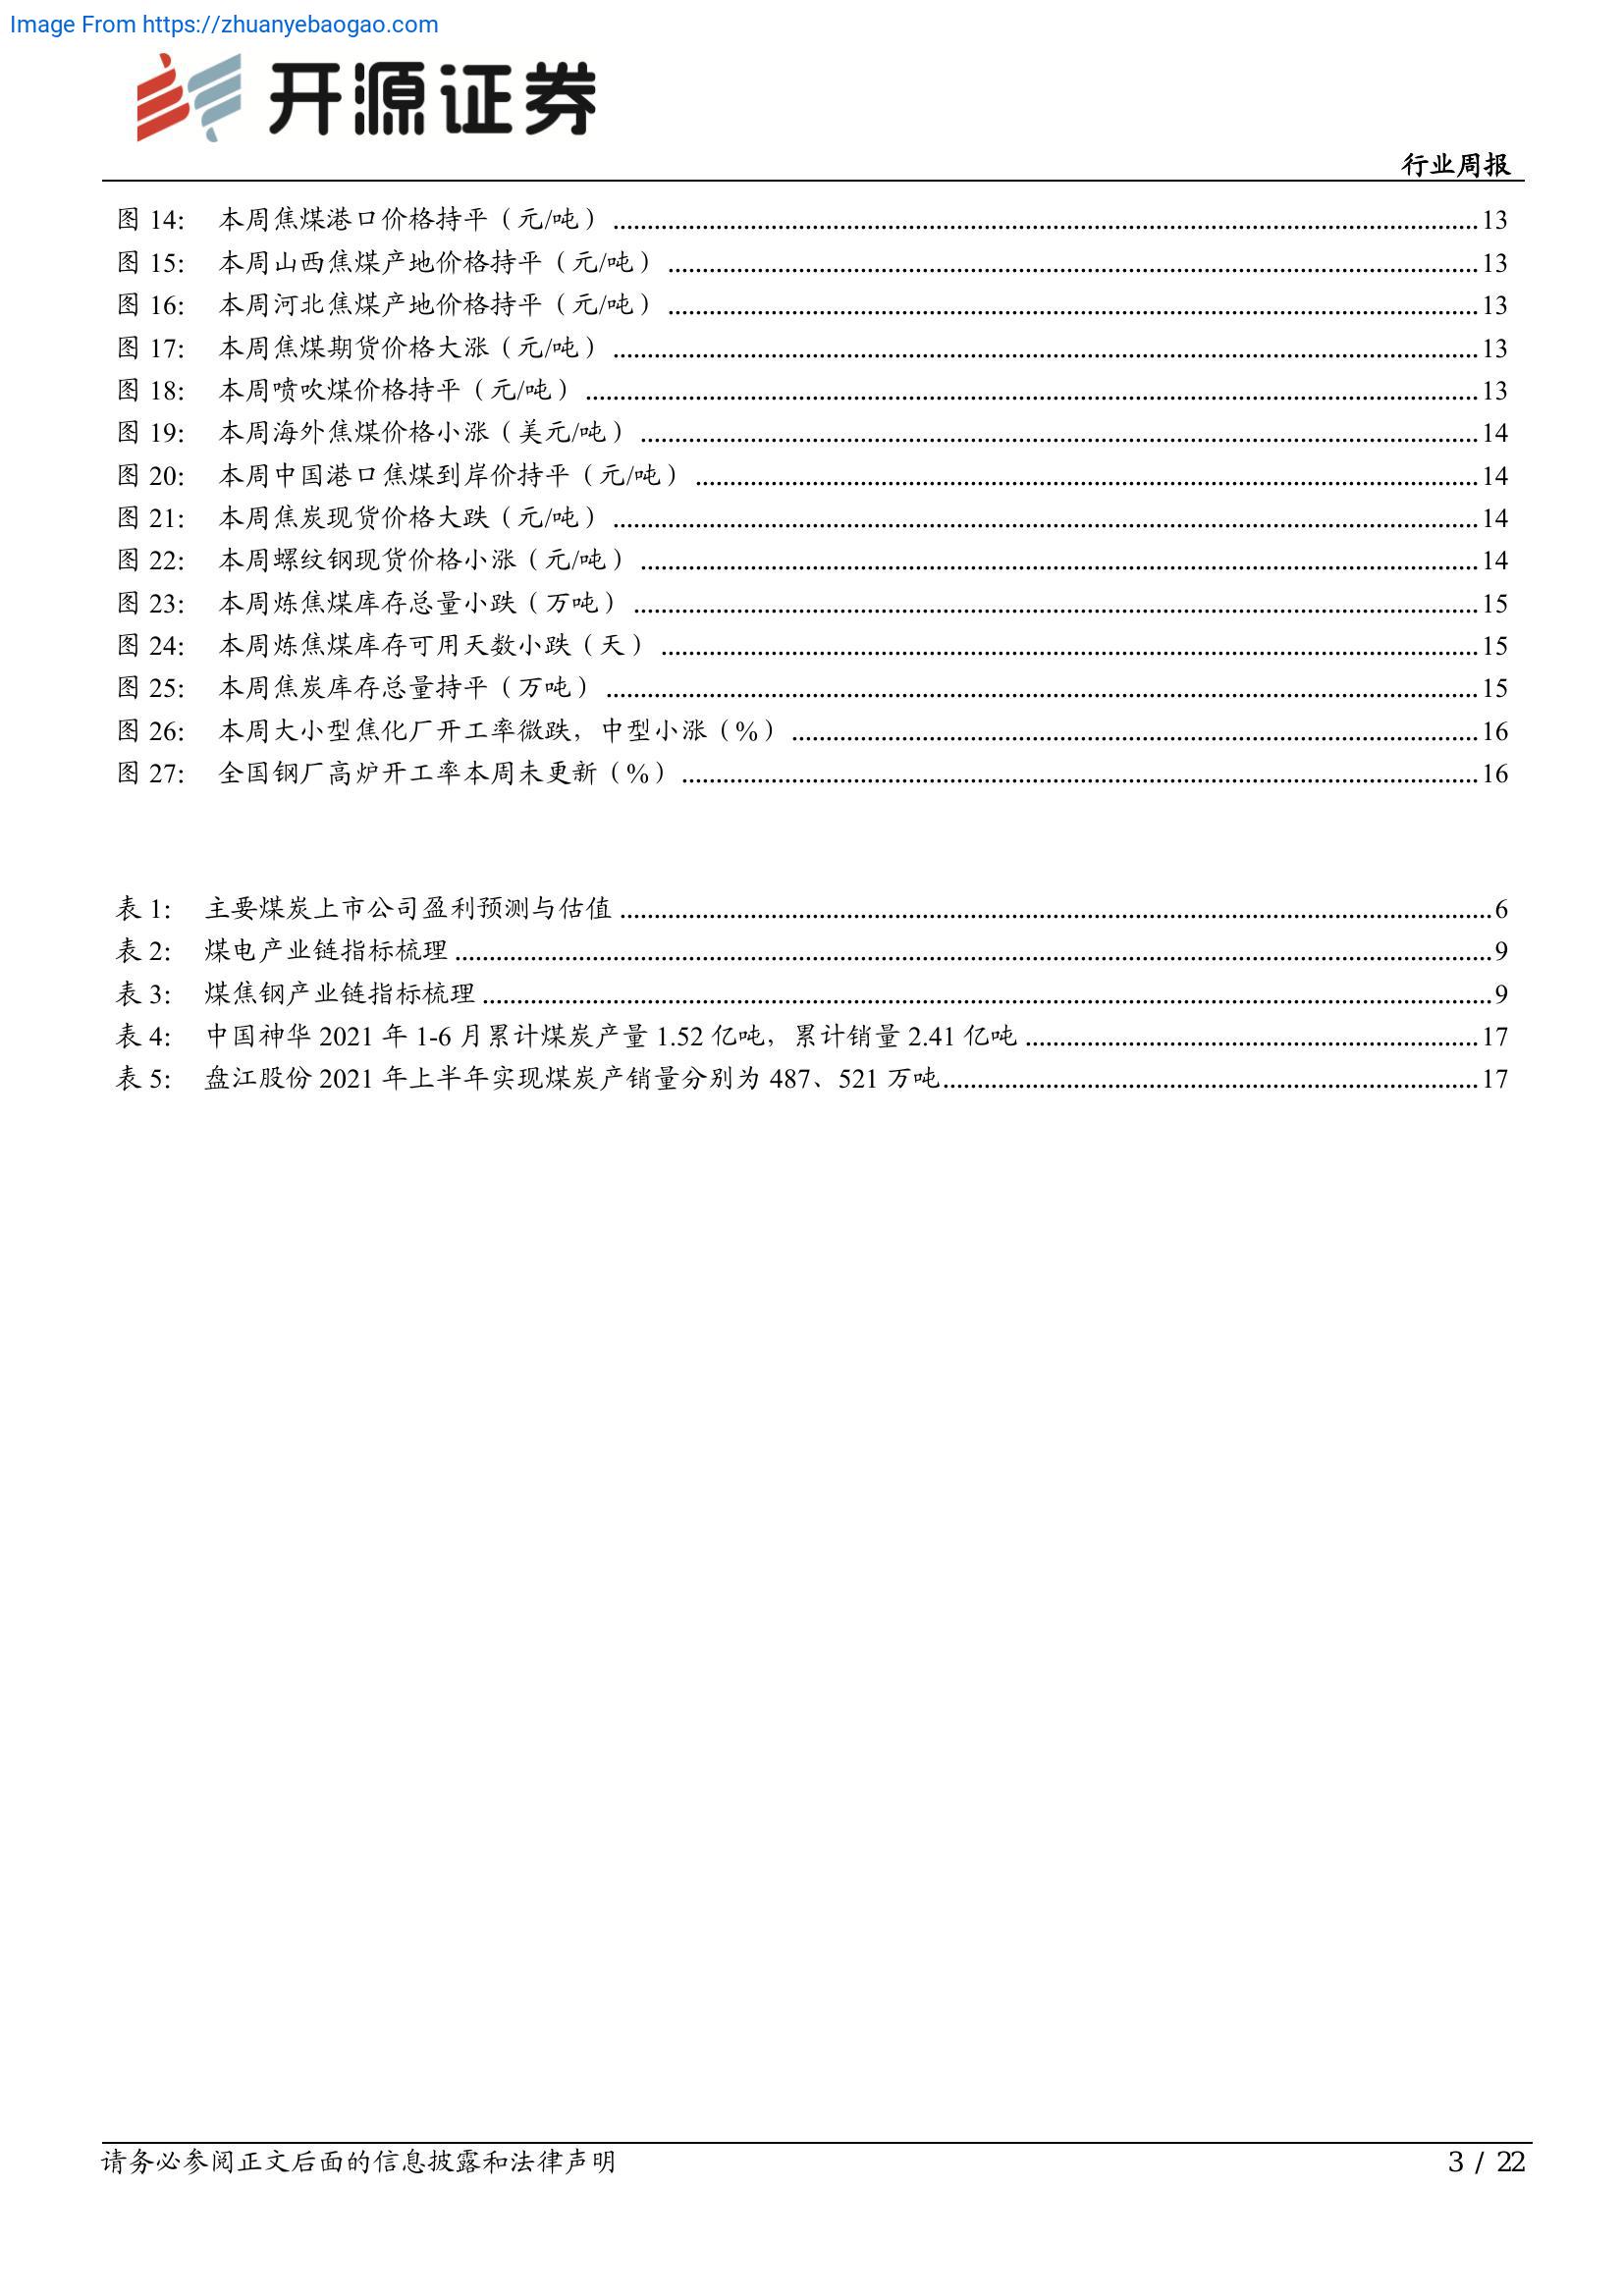 Image From https://zhuanyebaogao.com
开源证券
行业周报
图 14: 本周焦煤港口价格持平（元/吨） 13
图 15: 本周山西焦煤产地价格持平（元/吨） 13
图 16: 本周河北焦煤产地价格持平（元/吨） 13
图 17: 本周焦煤期货价格大涨（元/吨） 13
图 18: 本周喷吹煤价格持平（元/吨） 13
图 19: 本周海外焦煤价格小涨（美元/吨） 14
图 20: 本周中国港口焦煤到岸价持平（元/吨） 14
图 21: 本周焦炭现货价格大跌（元/吨） 14
图 22: 本周螺纹钢现货价格小涨（元/吨） 14
图 23: 本周炼焦煤库存总量小跌（万吨） 15
图 24: 本周炼焦煤库存可用天数小跌（天） 15
图 25: 本周焦炭库存总量持平（万吨） 15
图 26: 本周大小型焦化厂开工率微跌，中型小涨（%） 16
图 27: 全国钢厂高炉开工率本周未更新（%） 16
表 1: 主要煤炭上市公司盈利预测与估值 6
表 2: 煤电产业链指标梳理 9
表 3: 煤焦钢产业链指标梳理 9
表 4: 中国神华 2021 年 1-6 月累计煤炭产量 1.52 亿吨，累计销量 2.41 亿吨 17
表 5: 盘江股份 2021 年上半年实现煤炭产销量分别为 487、521 万吨 17
请务必参阅正文后面的信息披露和法律声明
3 / 22